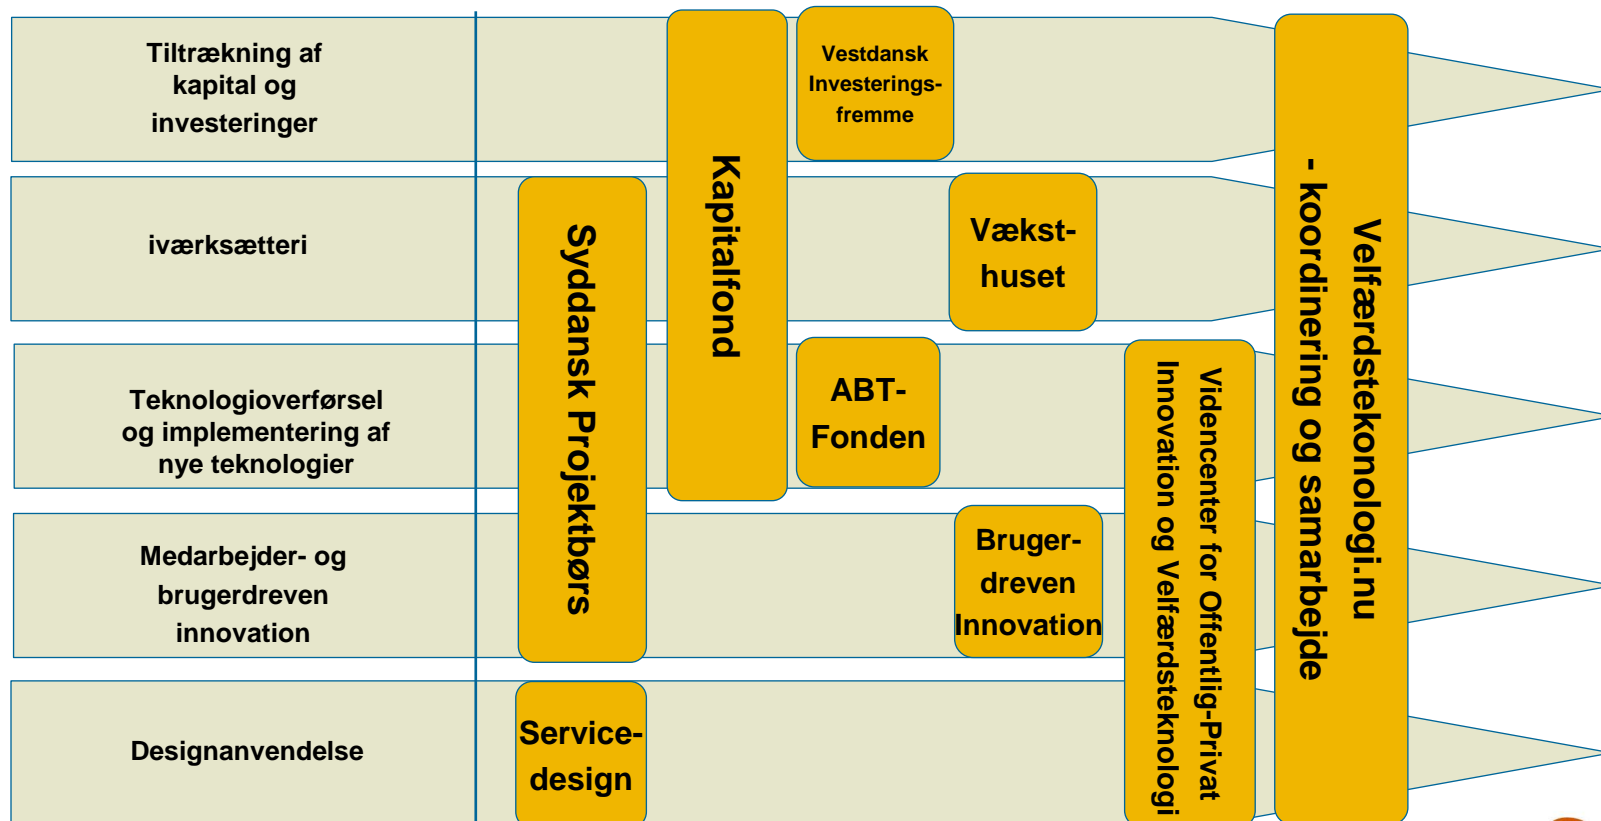 Tiltrækning af
kapital og
investeringer
iværksætteri
Teknologioverførsel
og implementering af
nye teknologier
Medarbejder- og
brugerdreven
innovation
Designanvendelse
Syddansk Projektbørs
Service-
design
Kapitalfond
Vestdansk
Investerings-
fremme
ABT-
Fonden
Vækst-
huset
Bruger-
dreven
Innovation
Videncenter for Offentlig-Privat
Innovation og Velfærdsteknologi
Velfærdstekonologi.nu
- koordinering og samarbejde